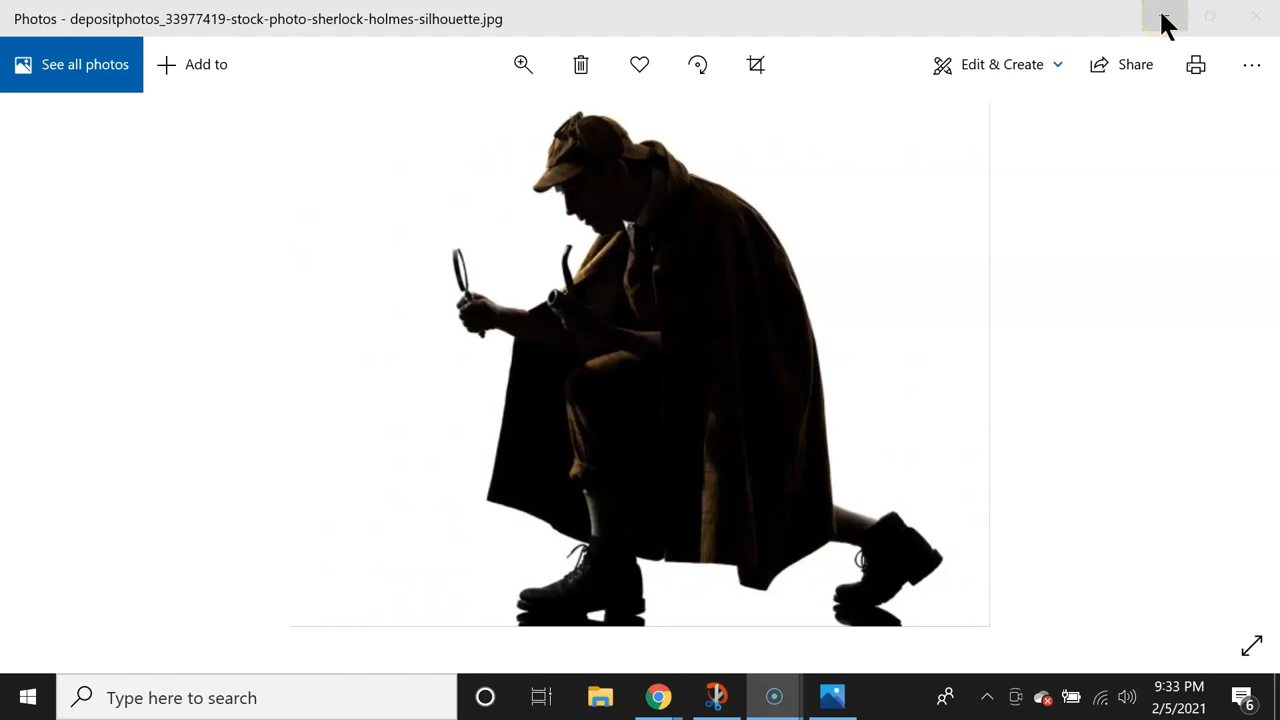 Photos - depositphotos_33977419-stock-photo-sherlock-holmes-silhouette.jpg
See all photos
Add to
Edit & Create
Share
Type here to search
9:33 PM
2/5/2021
6